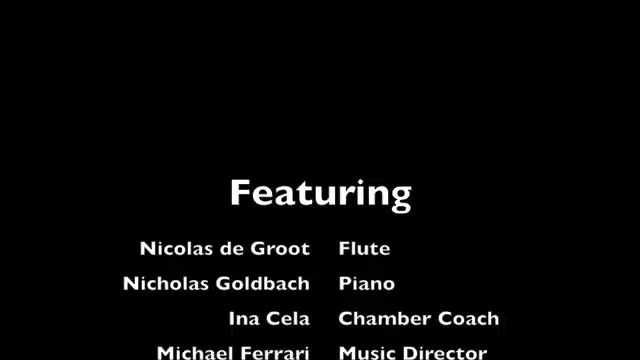 Featuring
Nicolas de Groot Flute
Nicholas Goldbach Piano
Ina Cela Chamber Coach
Michael Ferrari Music Director